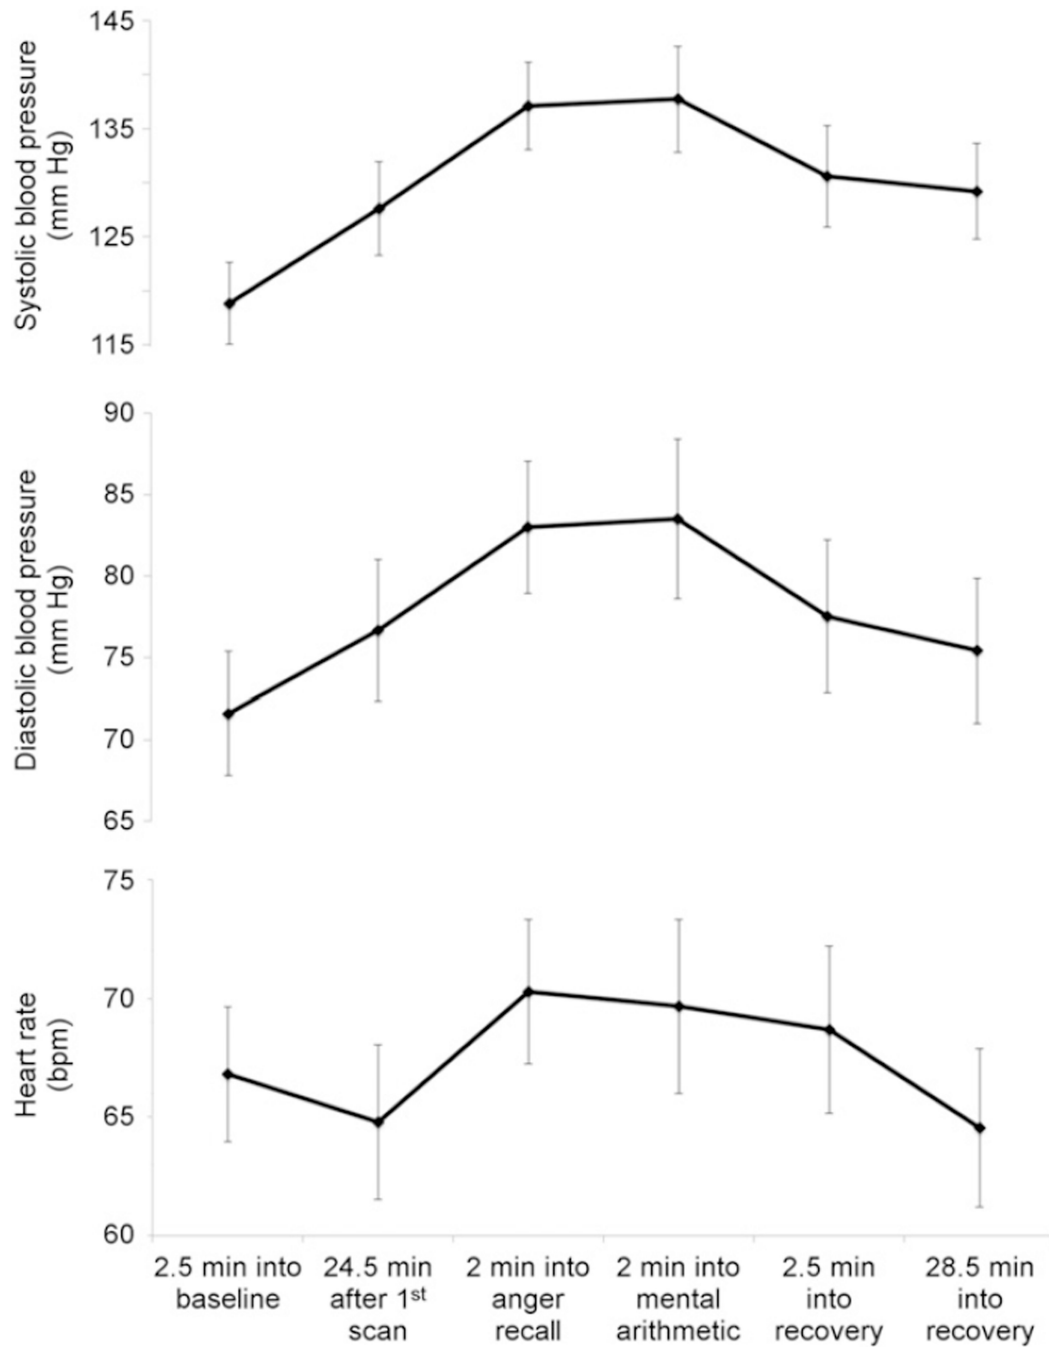 Systolic blood pressure
(mm Hg)
145
135
125
115
Diastolic blood pressure
(mm Hg)
90
85
80
75
70
65
Heart rate
(bpm)
75
70
65
60
2.5 min into
baseline
24.5 min
after 1st
scan
2 min into
anger
recall
2 min into
mental
arithmetic
2.5 min
into
recovery
28.5 min
into
recovery